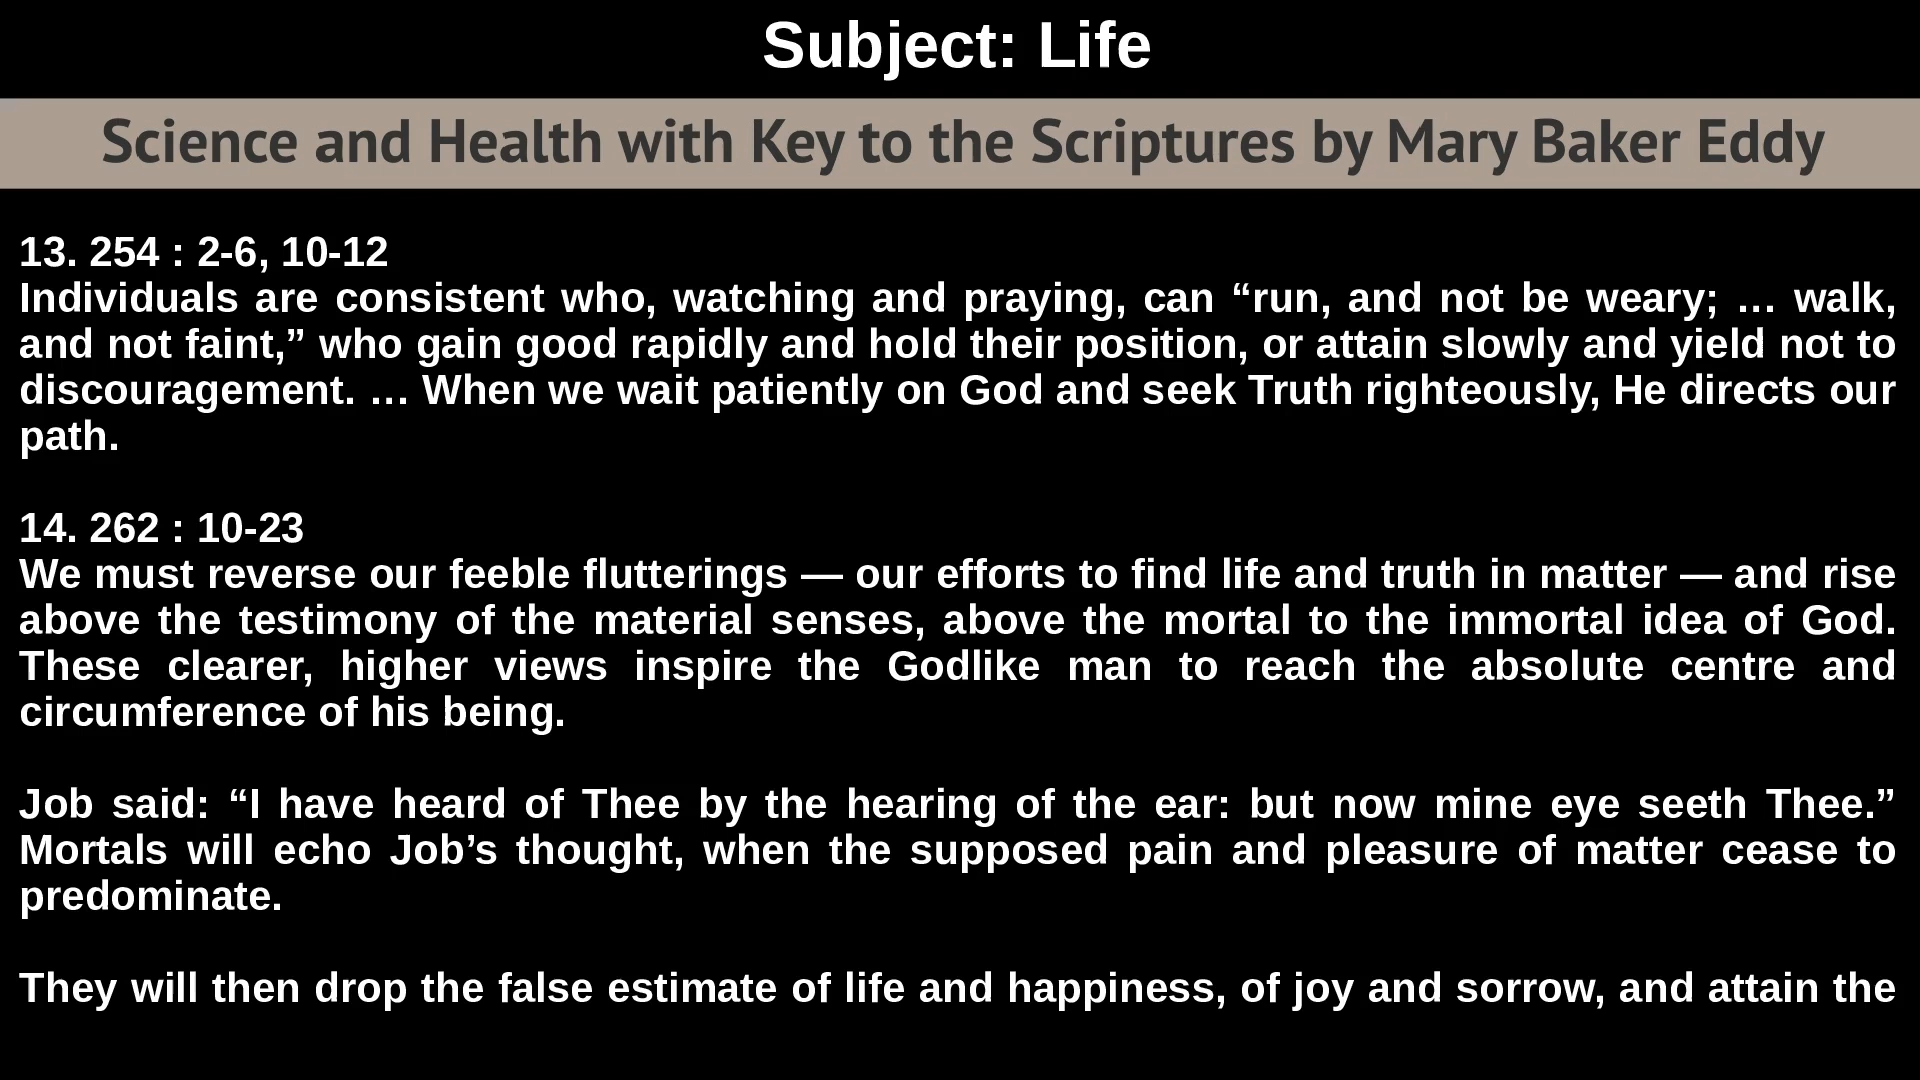 Subject: Life
Science and Health with Key to the Scriptures by Mary Baker Eddy
13. 254 : 2-6, 10-12
Individuals are consistent who, watching and praying, can “run, and not be weary; … walk,
and not faint,” who gain good rapidly and hold their position, or attain slowly and yield not to
discouragement. … When we wait patiently on God and seek Truth righteously, He directs our
path.
14. 262 : 10-23
We must reverse our feeble flutterings — our efforts to find life and truth in matter — and rise
above the testimony of the material senses, above the mortal to the immortal idea of God.
These clearer, higher views inspire the Godlike man to reach the absolute centre and
circumference of his being.
Job said: “I have heard of Thee by the hearing of the ear: but now mine eye seeth Thee.”
Mortals will echo Job’s thought, when the supposed pain and pleasure of matter cease to
predominate.
They will then drop the false estimate of life and happiness, of joy and sorrow, and attain the